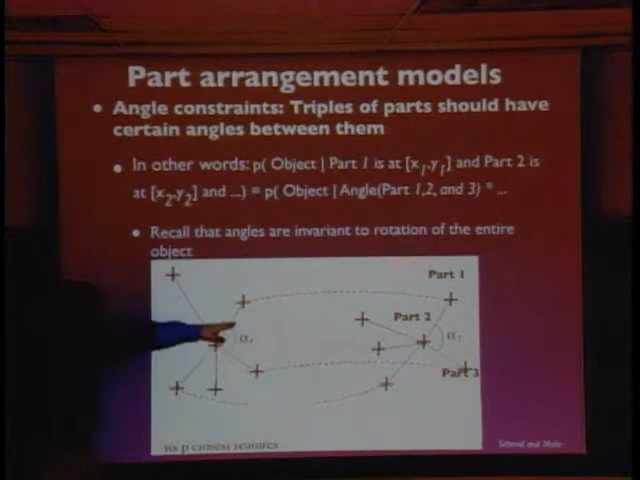 Part arrangement models
• Angle constraints: Triples of parts should have
certain angles between them
• In other words: p( Object | Part 1 is at [x1,y1] and Part 2 is
at [x2,y2] and ...) = p( Object | Angle(Part 1,2, and 3) = ...
• Recall that angles are invariant to rotation of the entire
object
Part 1
Part 2
α1
α2
Part 3
its p closest features
Schmid and Mohr